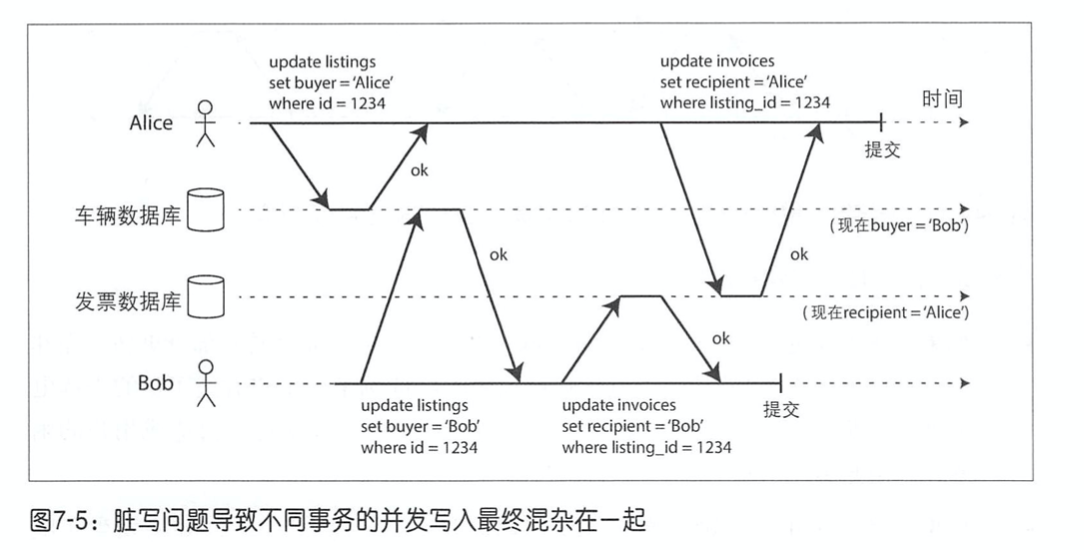 update listings
set buyer = ‘Alice’
where id = 1234
update invoices
set recipient = ‘Alice’
where listing_id = 1234
时间
Alice
提交
ok
车辆数据库
(现在buyer = ‘Bob’)
ok
ok
发票数据库
(现在recipient = ‘Alice’)
ok
Bob
提交
update listings
set buyer = ‘Bob’
where id = 1234
update invoices
set recipient = ‘Bob’
where listing_id = 1234
图7-5：脏写问题导致不同事务的并发写入最终混杂在一起